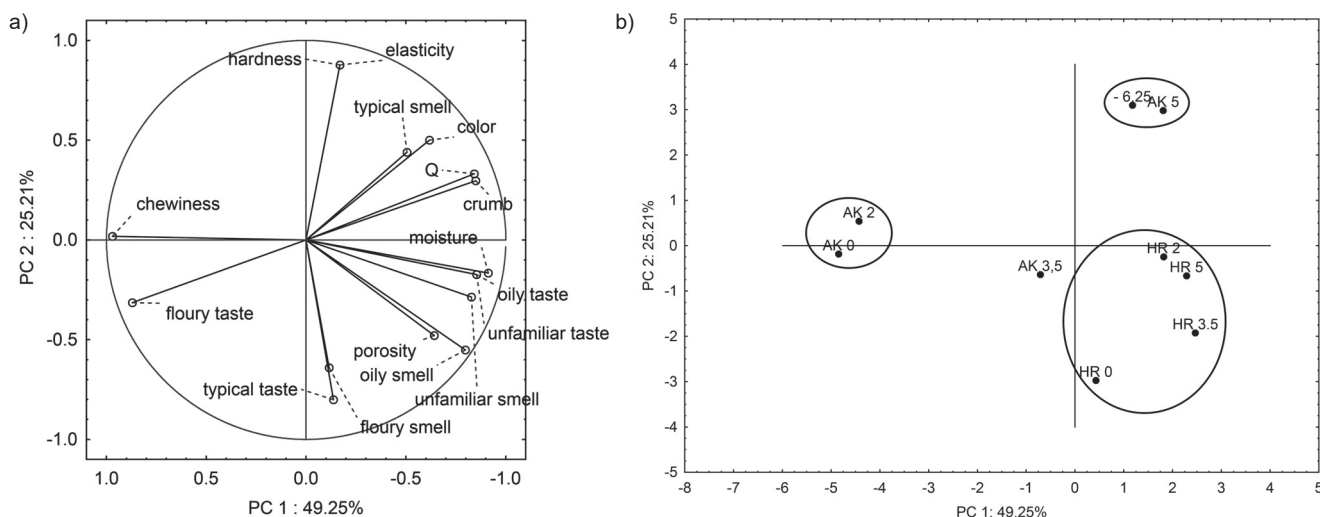 a)
1.0
0.5
0.0
-0.5
-1.0
PC 2 : 25.21%
hardness
elasticity
typical smell
color
Q
crumb
chewiness
moisture
floury taste
oily taste
unfamiliar taste
porosity
oily smell
typical taste
unfamiliar smell
floury smell
1.0 0.5 0.0 -0.5 -1.0
PC 1 : 49.25%
b)
5
4
3
2
1
0
-1
-2
-3
-4
-5
PC 2: 25.21%
- 6,25
AK 5
AK 2
AK 0
AK 3,5
HR 2
HR 5
HR 3.5
HR 0
-8 -7 -6 -5 -4 -3 -2 -1 0 1 2 3 4 5
PC 1: 49.25%